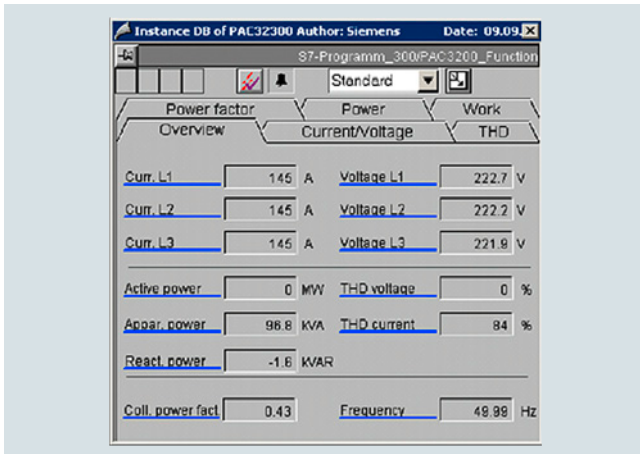 Instance DB of PAC32300 Author: Siemens Date: 09.09.
S7-Programm_300/PAC3200_Function
Standard
Power factor Power Work
Overview Current/Voltage THD
Curr. L1 145 A Voltage L1 222.7 V
Curr. L2 145 A Voltage L2 222.2 V
Curr. L3 145 A Voltage L3 221.9 V
Active power 0 MW THD voltage 0 %
Appar. power 96.8 kVA THD current 84 %
React. power -1.6 kVAR
Coll. power fact 0.43 Frequency 49.99 Hz